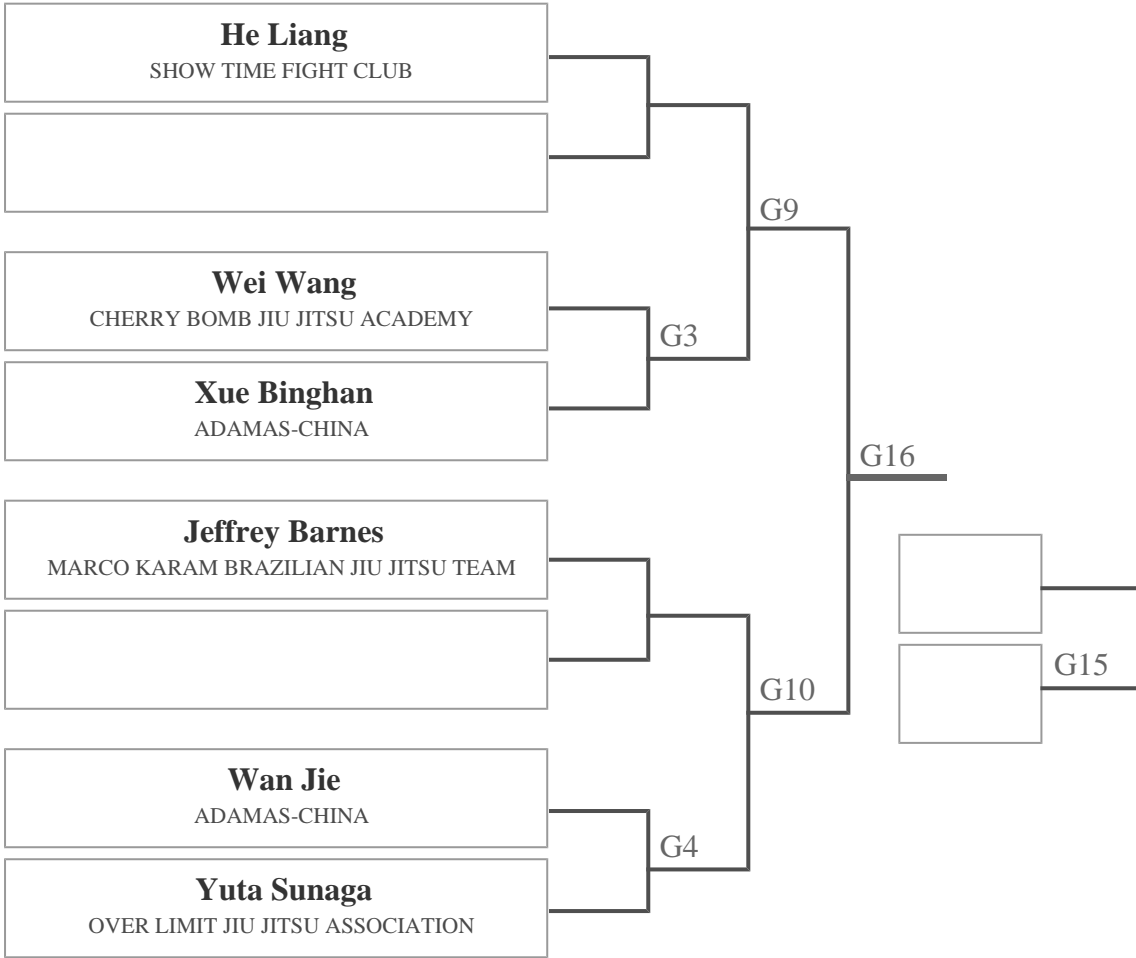 He Liang
SHOW TIME FIGHT CLUB
G9
Wei Wang
CHERRY BOMB JIU JITSU ACADEMY
G3
Xue Binghan
ADAMAS-CHINA
G16
Jeffrey Barnes
MARCO KARAM BRAZILIAN JIU JITSU TEAM
G15
G10
Wan Jie
ADAMAS-CHINA
G4
Yuta Sunaga
OVER LIMIT JIU JITSU ASSOCIATION